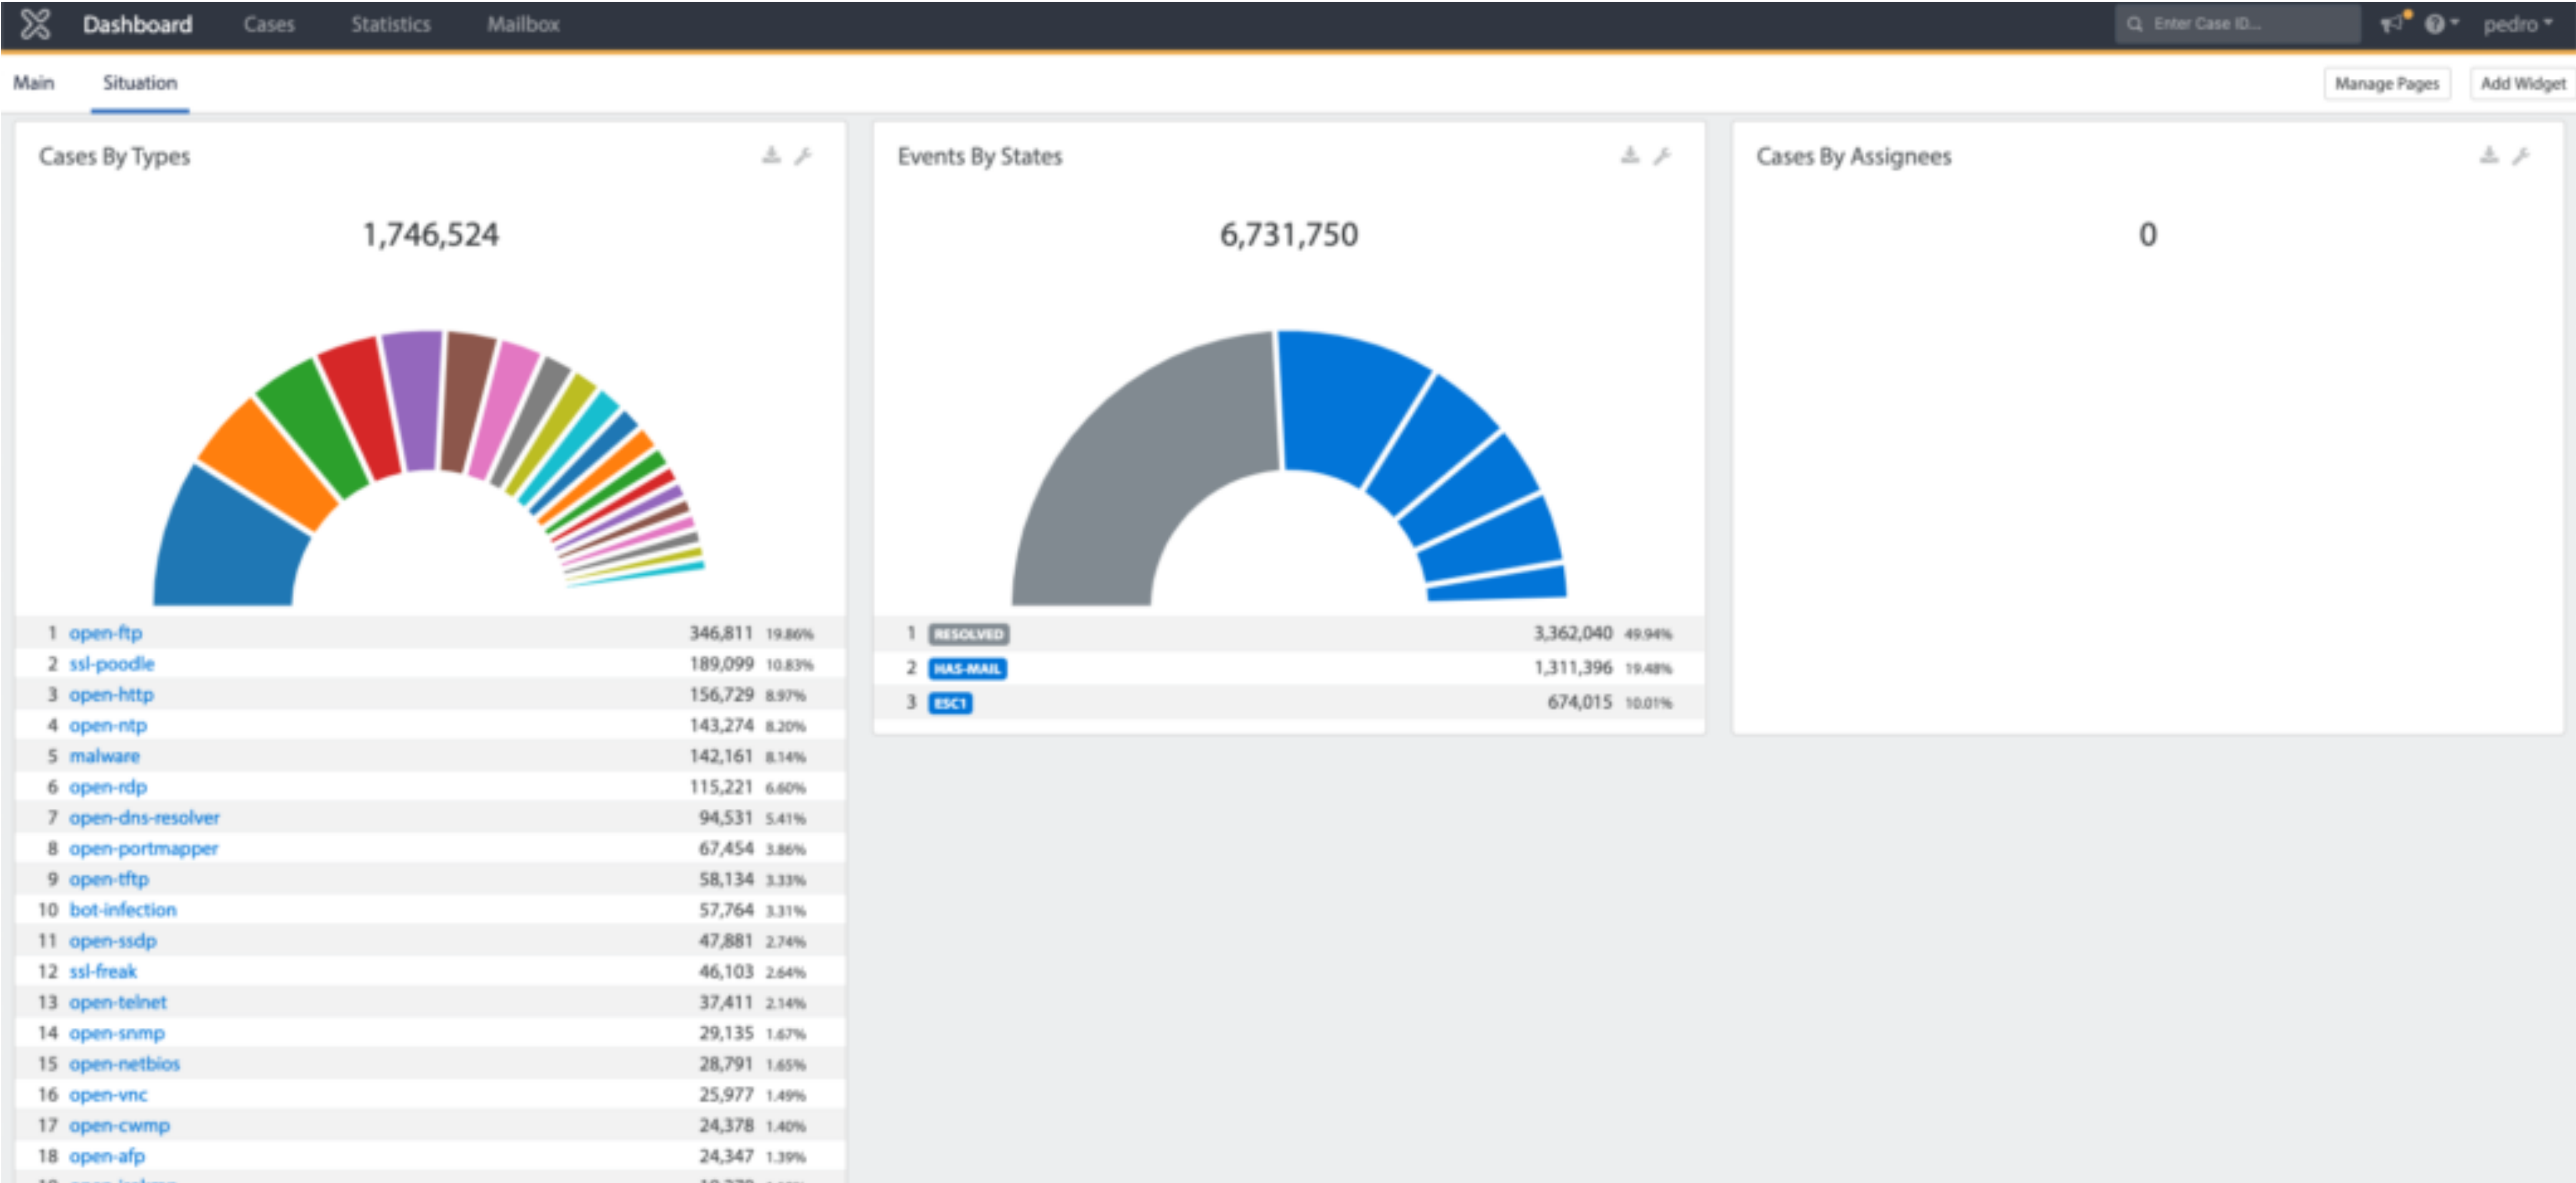 Dashboard Cases Statistics Mailbox Enter Case ID... pedro
Main Situation Manage Pages Add Widget
Cases By Types
1,746,524
1 open-ftp 346,811 19.86%
2 ssl-poodle 189,099 10.83%
3 open-http 156,729 8.97%
4 open-ntp 143,274 8.20%
5 malware 142,161 8.14%
6 open-rdp 115,221 6.60%
7 open-dns-resolver 94,531 5.41%
8 open-portmapper 67,454 3.86%
9 open-tftp 58,134 3.33%
10 bot-infection 57,764 3.31%
11 open-ssdp 47,881 2.74%
12 ssl-freak 46,103 2.64%
13 open-telnet 37,411 2.14%
14 open-snmp 29,135 1.67%
15 open-netbios 28,791 1.65%
16 open-vnc 25,977 1.49%
17 open-cwmp 24,378 1.40%
18 open-afp 24,347 1.39%
Events By States
6,731,750
1 RESOLVED 3,362,040 49.94%
2 HAS-MAIL 1,311,396 19.48%
3 ESC1 674,015 10.01%
Cases By Assignees
0